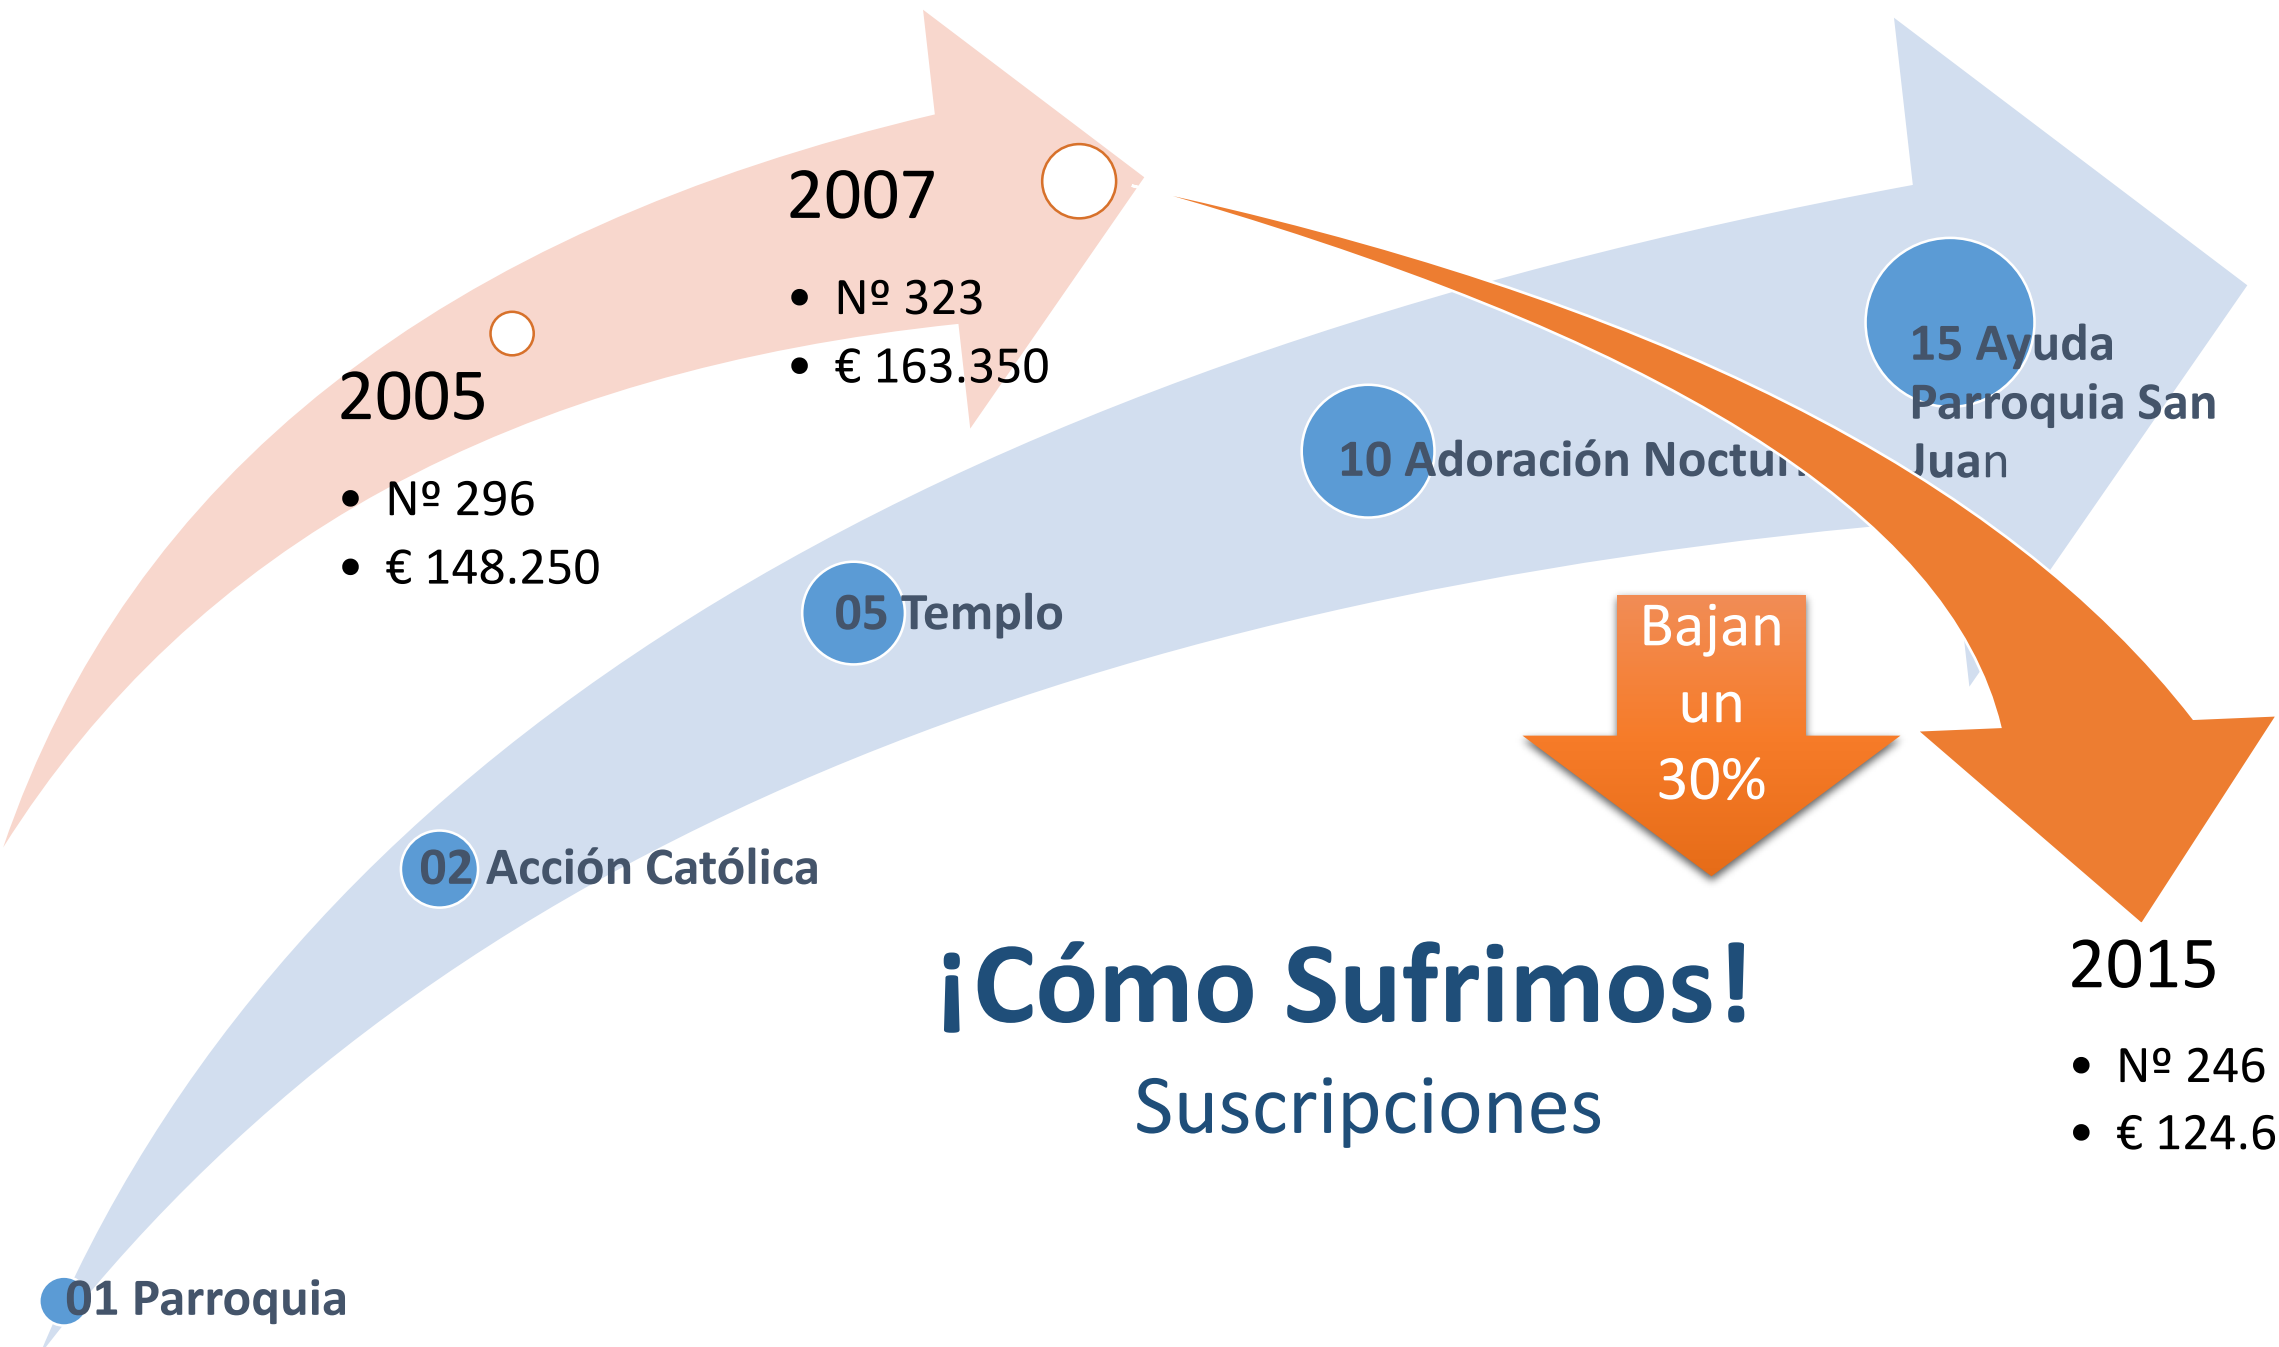 2005
• Nº 296
• € 148.250
2007
• Nº 323
• € 163.350
01 Parroquia
02 Acción Católica
05 Templo
10 Adoración
15 Ayuda
Parroquia San
Juan
Bajan
un
30%
¡Cómo Sufrimos!
Suscripciones
2015
• Nº 246
• € 124.6